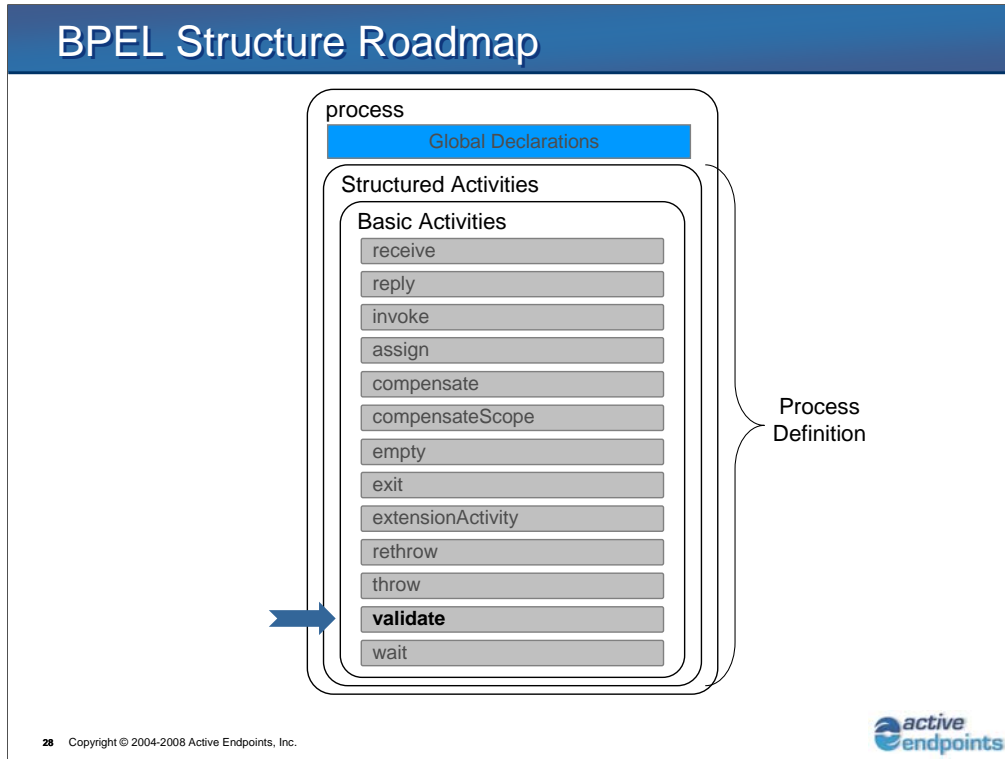 BPEL Structure Roadmap
process
Global Declarations
Structured Activities
Basic Activities
receive
reply
invoke
assign
compensate
compensateScope
empty
exit
extensionActivity
rethrow
throw
validate
wait
Process
Definition
28 Copyright © 2004-2008 Active Endpoints, Inc.
active
endpoints